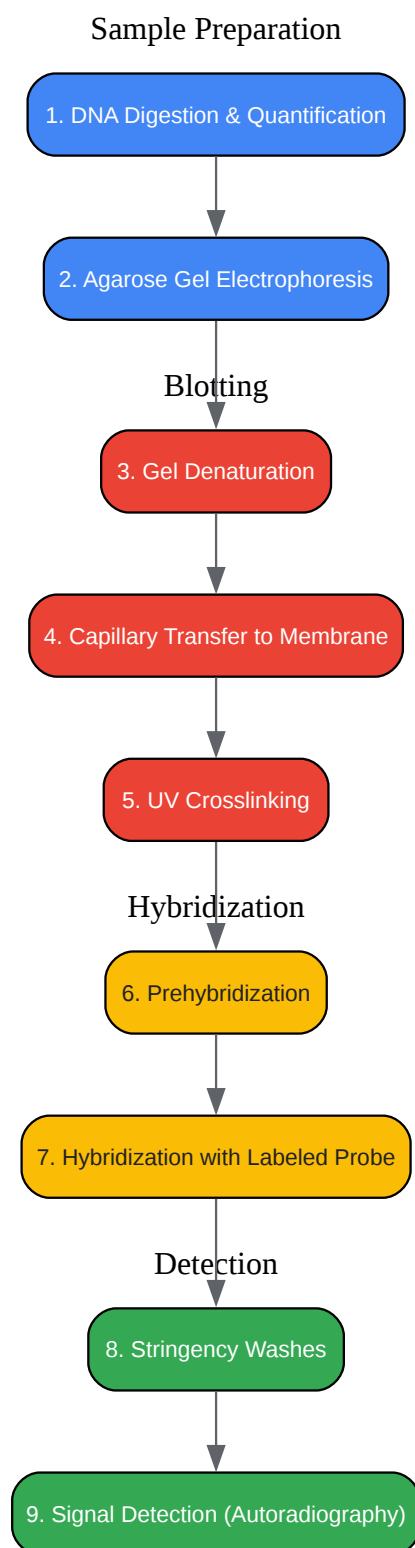 Sample Preparation
1. DNA Digestion & Quantification
2. Agarose Gel Electrophoresis
Blotting
3. Gel Denaturation
4. Capillary Transfer to Membrane
5. UV Crosslinking
Hybridization
6. Prehybridization
7. Hybridization with Labeled Probe
Detection
8. Stringency Washes
9. Signal Detection (Autoradiography)